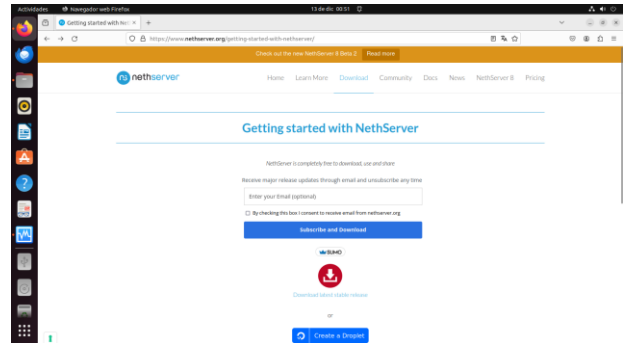 Actividades Navegador web Firefox 13 de dic 00:51
Getting started with Net
https://www.nethserver.org/getting-started-with-nethserver/
Check out the new NethServer 8 Beta 2 Read more
nethserver Home Learn More Download Community Docs News NethServer 8 Pricing
Getting started with NethServer
NethServer is completely free to download, use and share
Receive major release updates through email and unsubscribe any time
Enter your Email (optional)
By checking this box I consent to receive email from nethserver.org
Subscribe and Download
SUMO
Download latest stable release
or
Create a Droplet